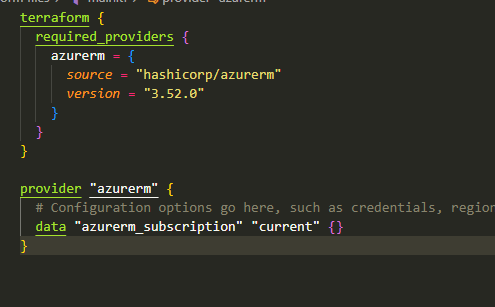 terraform {
required_providers {
azurerm = {
source = "hashicorp/azurerm"
version = "3.52.0"
}
}
}
provider "azurerm" {
# Configuration options go here, such as credentials, region
data "azurerm_subscription" "current" {}
}